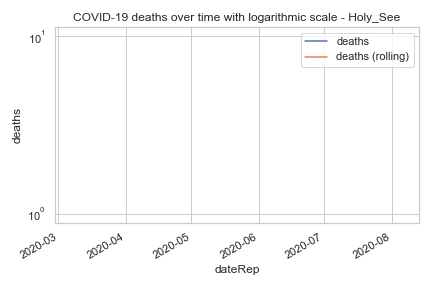 COVID-19 deaths over time with logarithmic scale - Holy_See
deaths
deaths (rolling)
10¹
10⁰
deaths
2020-03
2020-04
2020-05
2020-06
2020-07
2020-08
dateRep